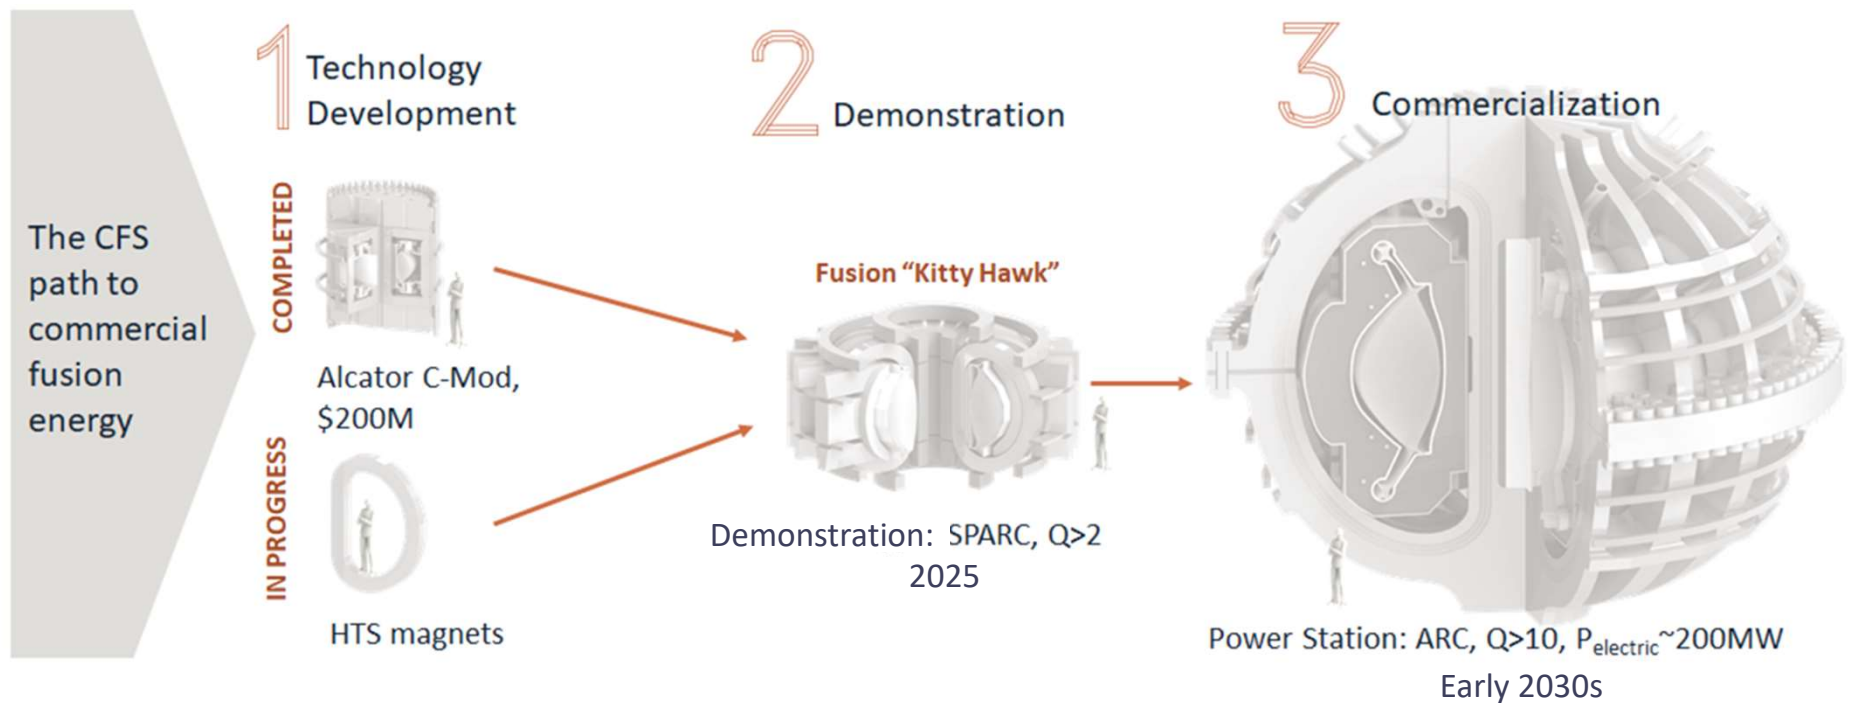 The CFS
path to
commercial
fusion
energy
1
Technology
Development
COMPLETED
Alcator C-Mod,
$200M
IN PROGRESS
HTS magnets
2
Demonstration
Fusion “Kitty Hawk”
Demonstration: SPARC, Q>2
2025
3
Commercialization
Power Station: ARC, Q>10, Pelectric~200MW
Early 2030s